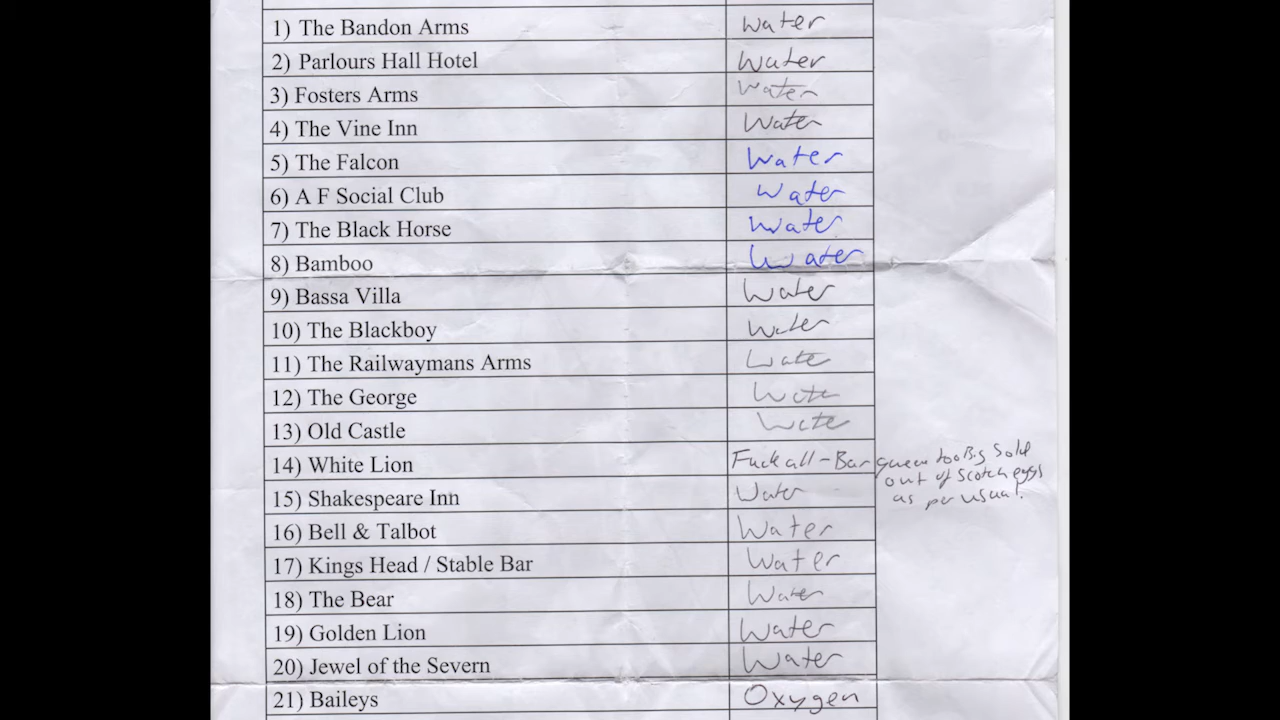 1) The Bandon Arms Water
2) Parlours Hall Hotel Water
3) Fosters Arms Water
4) The Vine Inn Water
5) The Falcon Water
6) A F Social Club Water
7) The Black Horse Water
8) Bamboo Water
9) Bassa Villa Water
10) The Blackboy Water
11) The Railwaymans Arms Water
12) The George Water
13) Old Castle Water
14) White Lion Fuck all - Bar queue too Big Sold
out of Scotch eggs
as per usual!
15) Shakespeare Inn Water
16) Bell & Talbot Water
17) Kings Head / Stable Bar Water
18) The Bear Water
19) Golden Lion Water
20) Jewel of the Severn Water
21) Baileys Oxygen